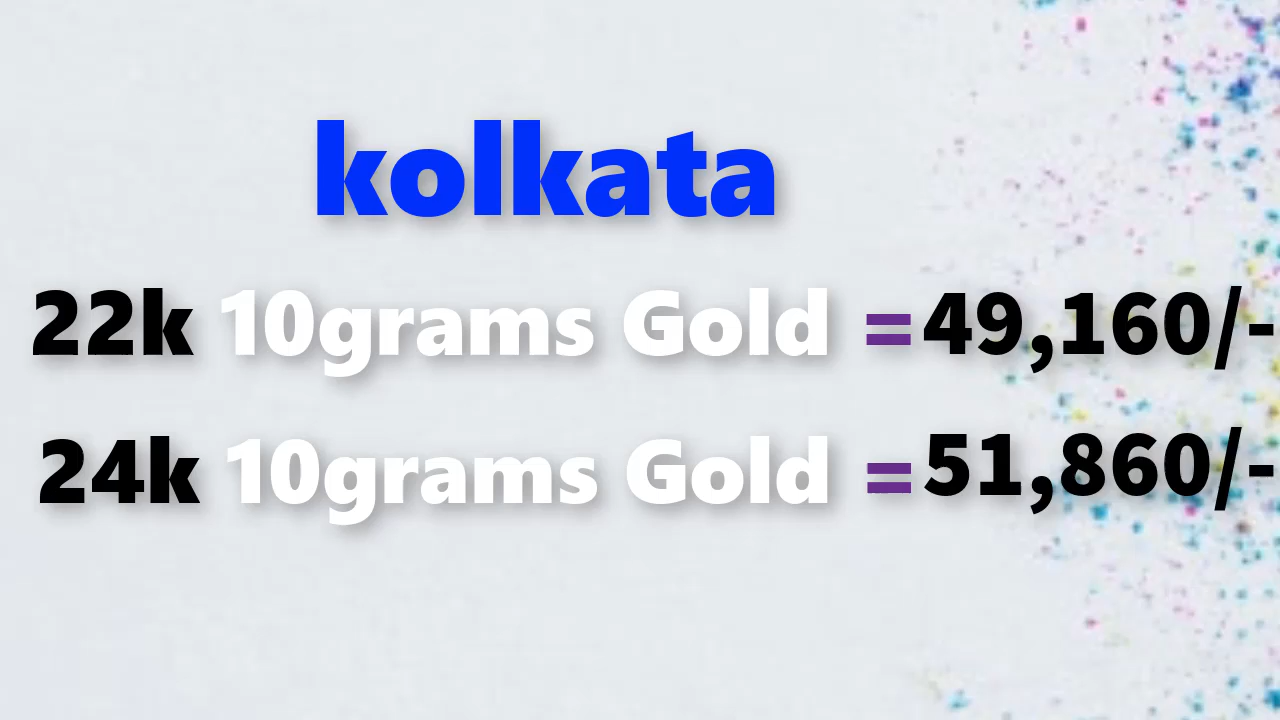 kolkata
22k 10grams Gold =49,160/-
24k 10grams Gold =51,860/-